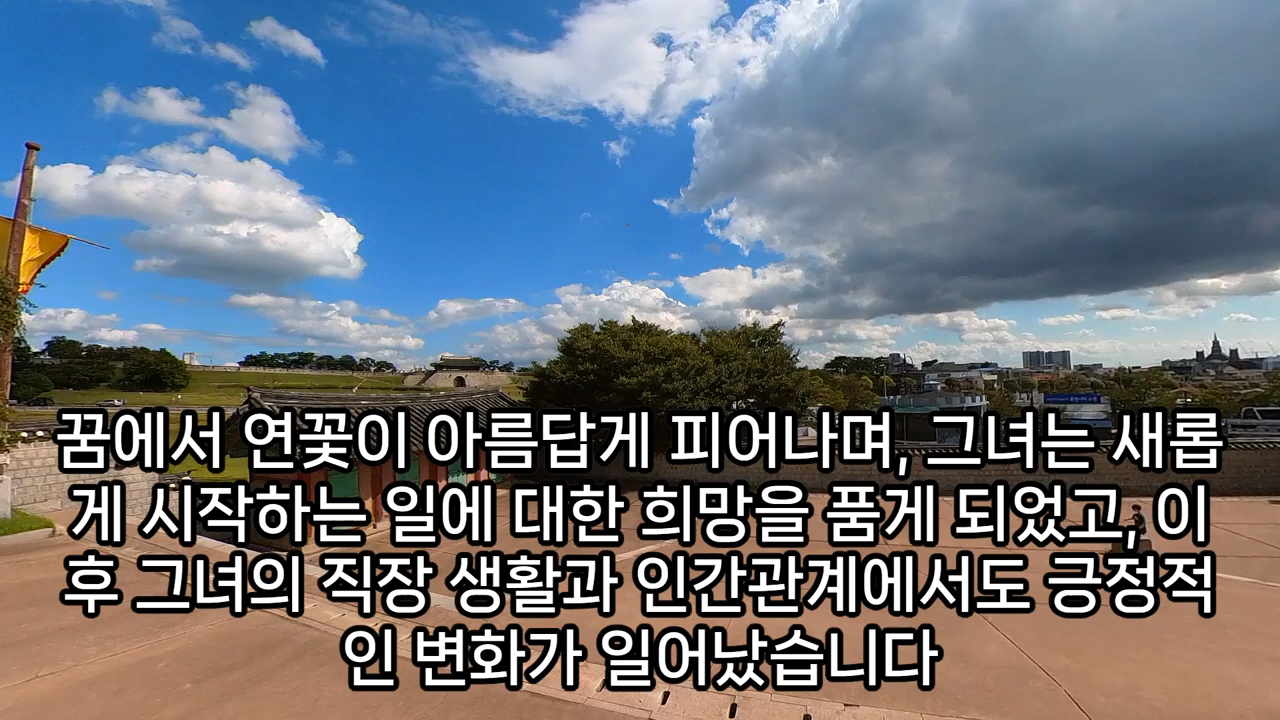 꿈에서 연꽃이 아름답게 피어나며, 그녀는 새롭
게 시작하는 일에 대한 희망을 품게 되었고, 이
후 그녀의 직장 생활과 인간관계에서도 긍정적
인 변화가 일어났습니다